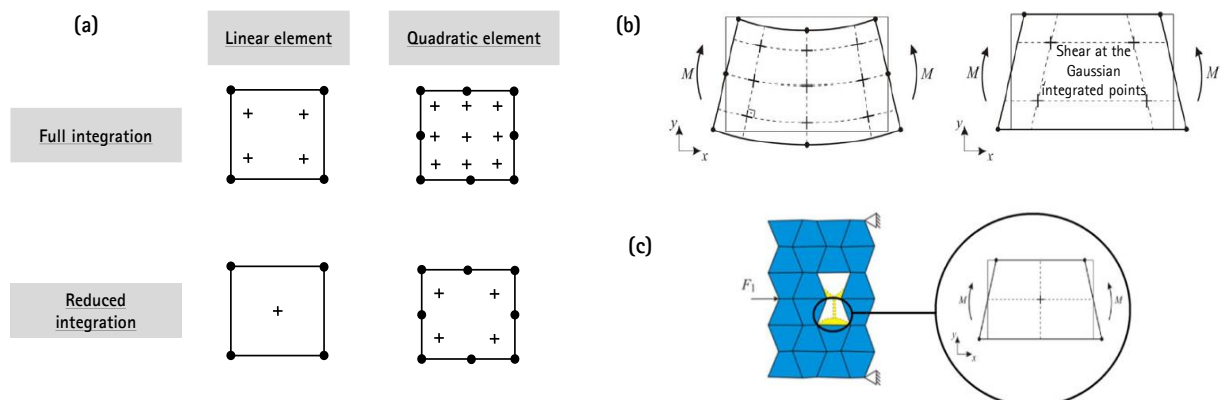 (a)
Linear element
Quadratic element
Full integration
Reduced
integration
(b)
M
M
y
x
M
Shear at the
Gaussian
integrated points
M
y
x
(c)
F1
M
M
y
x